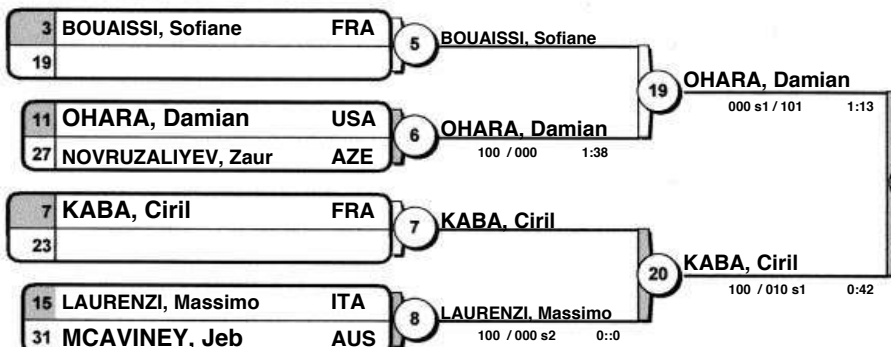 3 BOUAISSI, Sofiane FRA
19
5
BOUAISSI, Sofiane
11 OHARA, Damian USA
27 NOVRUZALIYEV, Zaur AZE
6
OHARA, Damian
100 / 000 1:38
19
OHARA, Damian
000 s1 / 101 1:13
7 KABA, Ciril FRA
23
7
KABA, Ciril
15 LAURENZI, Massimo ITA
31 MCAVINEY, Jeb AUS
8
LAURENZI, Massimo
100 / 000 s2 0::0
20
KABA, Ciril
100 / 010 s1 0:42